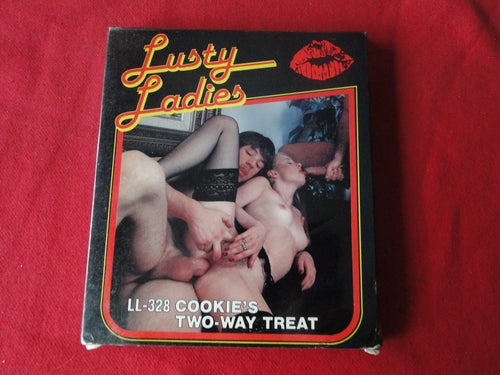 Lusty
Ladies
LL-328 COOKIE'S
TWO-WAY TREAT